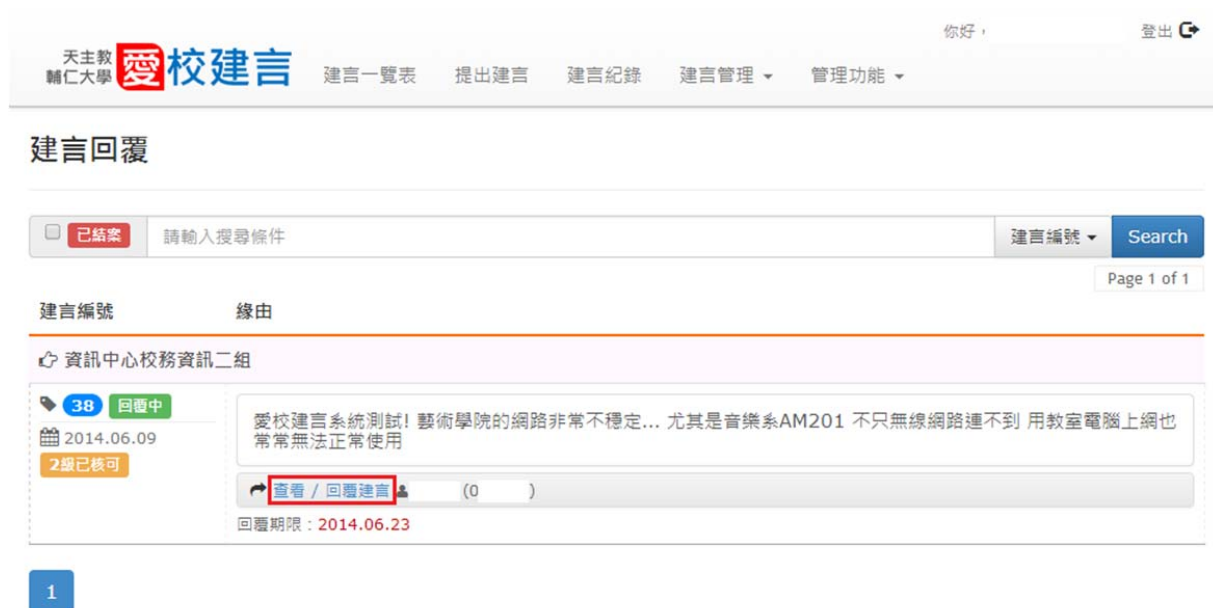 你好，
登出
天主教
輔仁大學
愛校建言
建言一覽表 提出建言 建言紀錄 建言管理 管理功能
建言回覆
已結案 請輸入搜尋條件 建言編號 Search
Page 1 of 1
建言編號 緣由
資訊中心校務資訊二組
38 回覆中
2014.06.09
2級已核可
愛校建言系統測試! 藝術學院的網路非常不穩定... 尤其是音樂系AM201 不只無線網路連不到 用教室電腦上網也
常常無法正常使用
查看 / 回覆建言 (0 )
回覆期限：2014.06.23
1